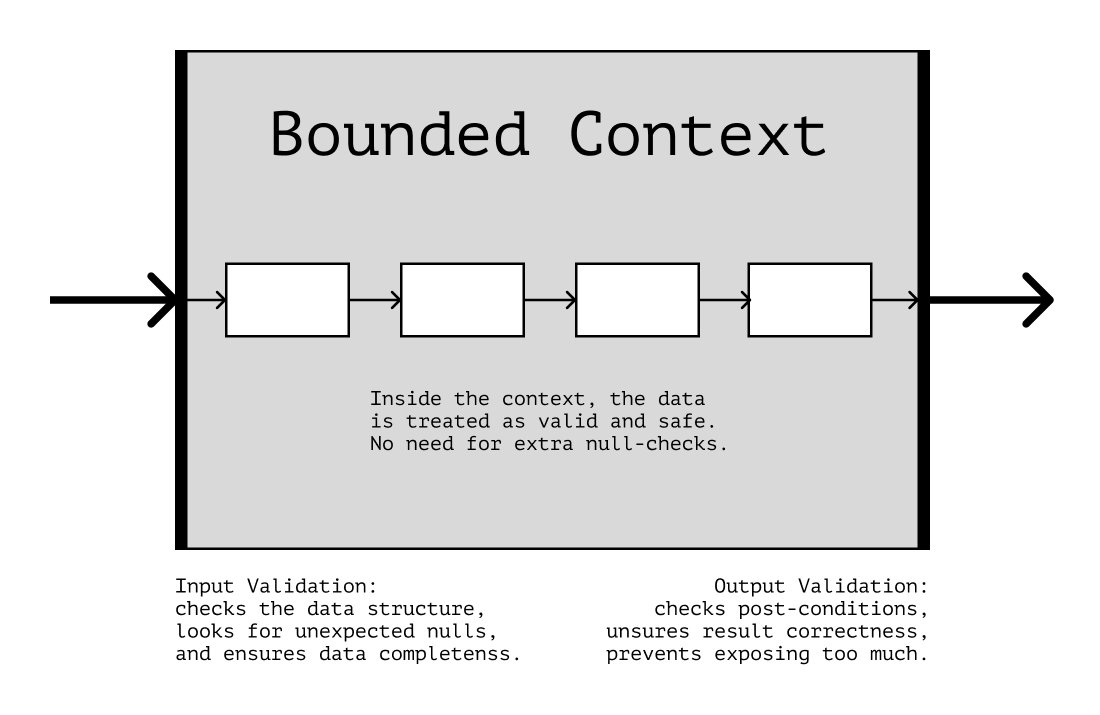 Bounded Context
Inside the context, the data
is treated as valid and safe.
No need for extra null-checks.
Input Validation:
checks the data structure,
looks for unexpected nulls,
and ensures data completenss.
Output Validation:
checks post-conditions,
unsures result correctness,
prevents exposing too much.